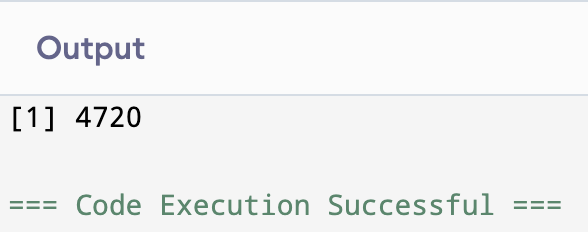 Output
[1] 4720
=== Code Execution Successful ===